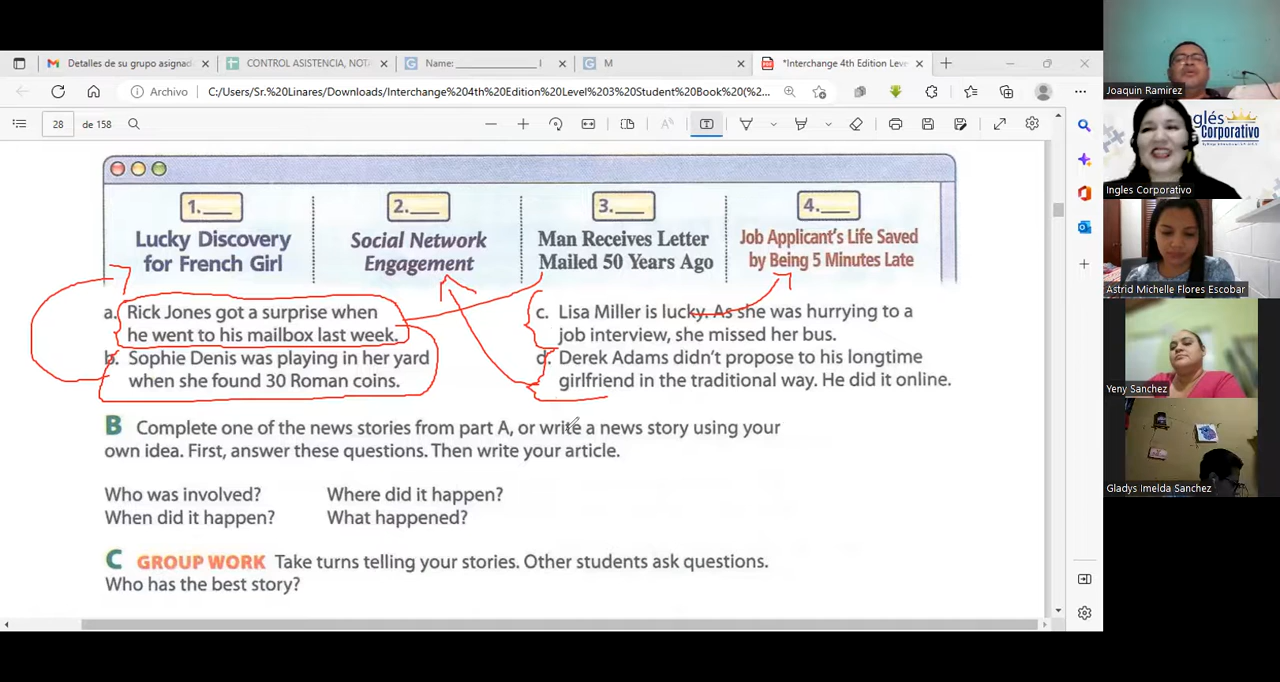 Detalles de su grupo asignad
CONTROL ASISTENCIA, NOTA
Name: ____________ I
M
*Interchange 4th Edition Leve
Archivo
C:/Users/Sr.%20Linares/Downloads/Interchange%204th%20Edition%20Level%203%20Student%20Book%20(%2...
28
de 158
1.___
2.___
3.___
4.___
Lucky Discovery
for French Girl
Social Network
Engagement
Man Receives Letter
Mailed 50 Years Ago
Job Applicant's Life Saved
by Being 5 Minutes Late
a. Rick Jones got a surprise when
he went to his mailbox last week.
b. Sophie Denis was playing in her yard
when she found 30 Roman coins.
c. Lisa Miller is lucky. As she was hurrying to a
job interview, she missed her bus.
d. Derek Adams didn't propose to his longtime
girlfriend in the traditional way. He did it online.
B Complete one of the news stories from part A, or write a news story using your
own idea. First, answer these questions. Then write your article.
Who was involved? Where did it happen?
When did it happen? What happened?
C GROUP WORK Take turns telling your stories. Other students ask questions.
Who has the best story?
Joaquin Ramirez
glés
Corporativo
Ingles Corporativo
Astrid Michelle Flores Escobar
Yeny Sanchez
Gladys Imelda Sanchez